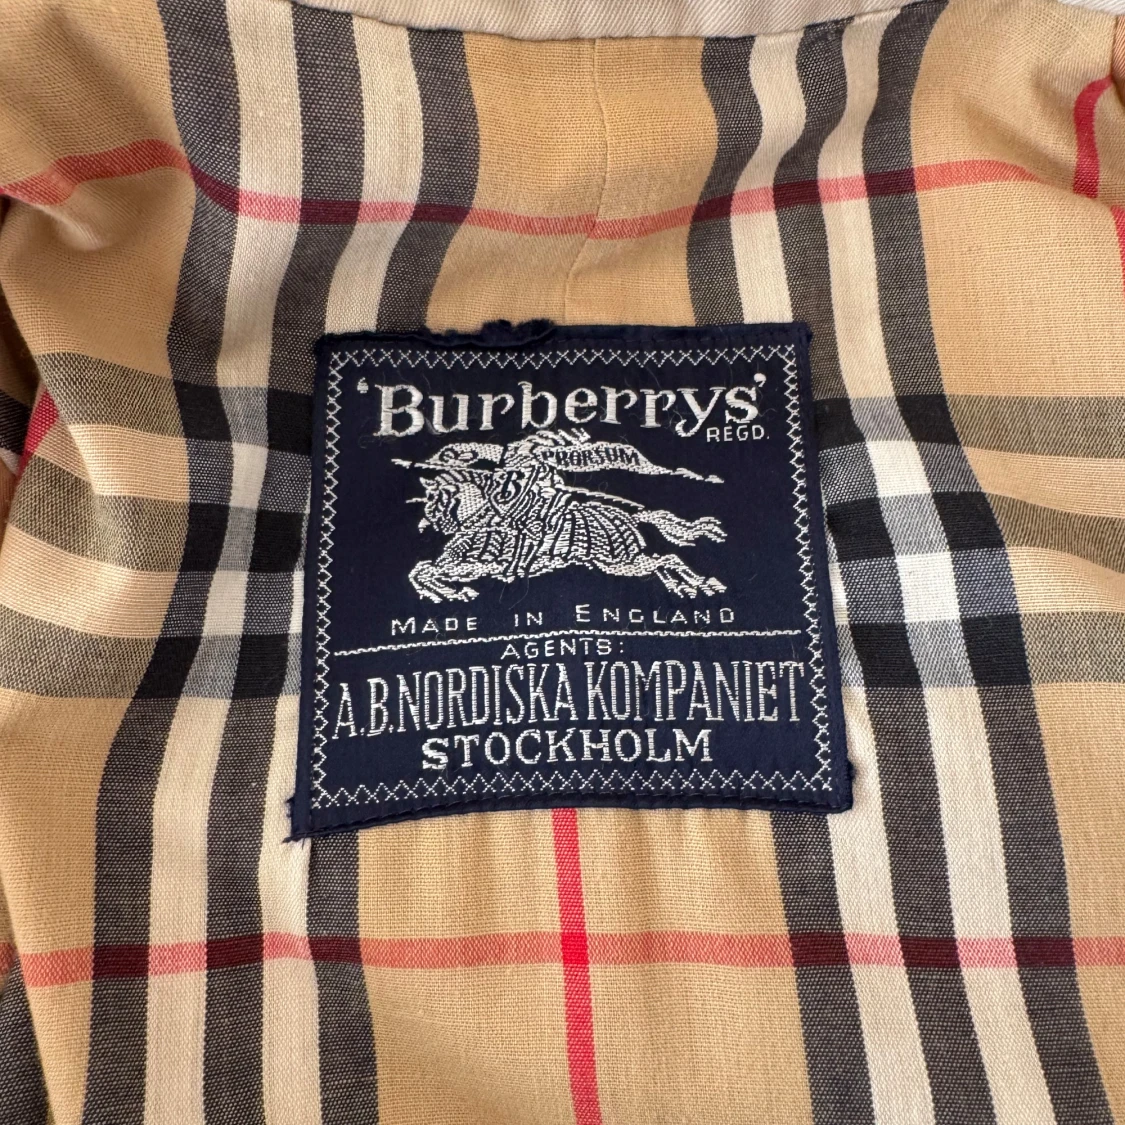 'Burberrys'
REGD.
PRORSUM
B
MADE IN ENGLAND
AGENTS:
A.B.NORDISKA KOMPANIET
STOCKHOLM